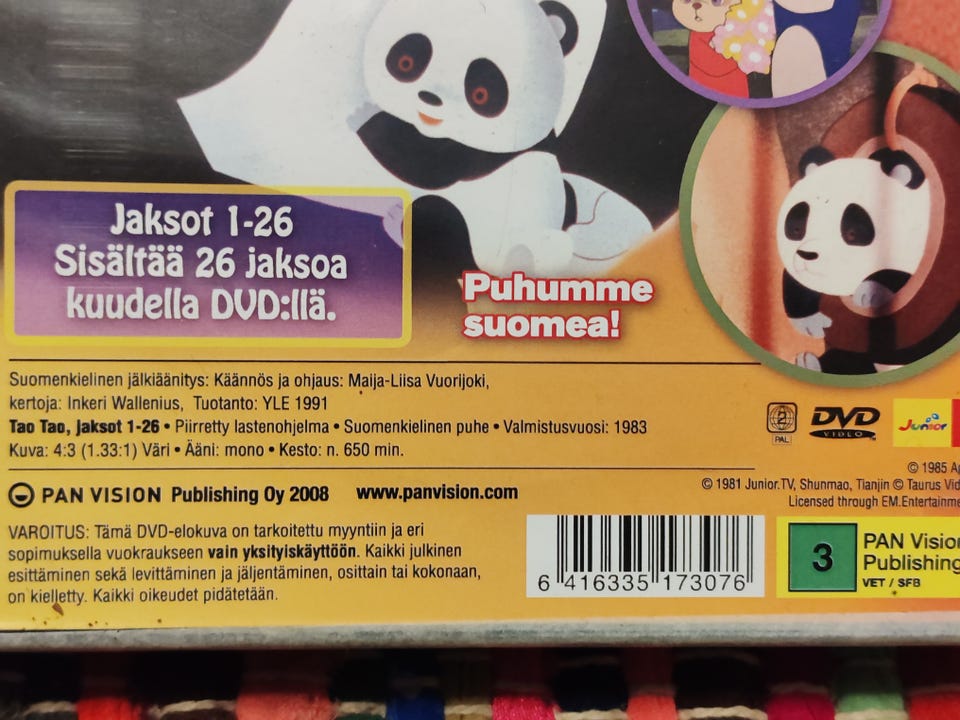 Jaksot 1-26
Sisältää 26 jaksoa
kuudella DVD:llä.
Puhumme
suomea!
Suomenkielinen jälkiäänitys: Käännös ja ohjaus: Maija-Liisa Vuorijoki,
kertoja: Inkeri Wallenius, Tuotanto: YLE 1991
Tao Tao, jaksot 1-26 • Piirretty lastenohjelma • Suomenkielinen puhe • Valmistusvuosi: 1983
Kuva: 4:3 (1.33:1) Väri • Ääni: mono • Kesto: n. 650 min.
2
PAL
DVD
VIDEO
Junior
© 1985
© 1981 Junior.TV, Shunmao, Tianjin © Taurus
Licensed through
PAN VISION Publishing Oy 2008 www.panvision.com
VAROITUS: Tämä DVD-elokuva on tarkoitettu myyntiin ja eri
sopimuksella vuokraukseen vain yksityiskäyttöön. Kaikki julkinen
esittäminen sekä levittäminen ja jäljentäminen, osittain tai kokonaan,
on kielletty. Kaikki oikeudet pidätetään.
6 416335 173076
3
PAN Vision
Publishing
VET / SFB